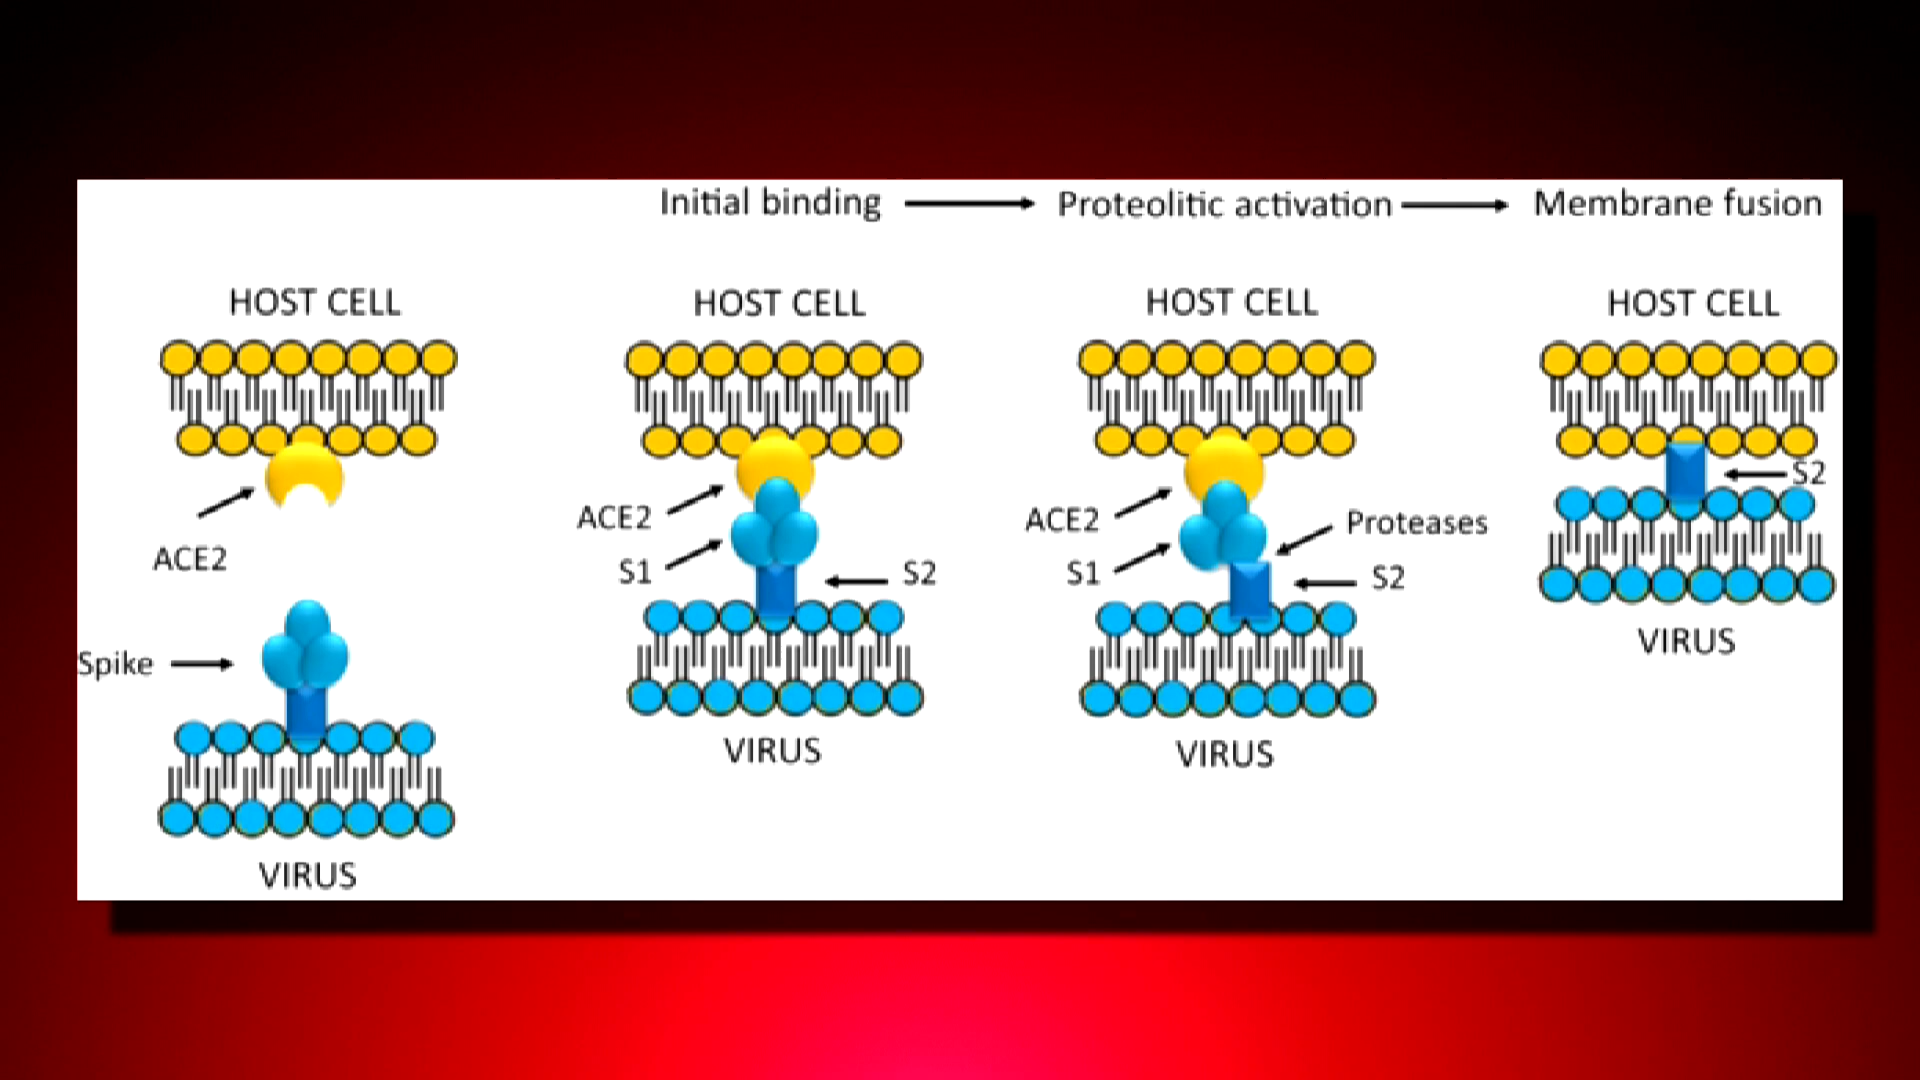 Initial binding
Proteolitic activation
Membrane fusion
HOST CELL
ACE2
Spike
VIRUS
HOST CELL
ACE2
S1
S2
VIRUS
HOST CELL
ACE2
Proteases
S1
S2
VIRUS
HOST CELL
S2
VIRUS